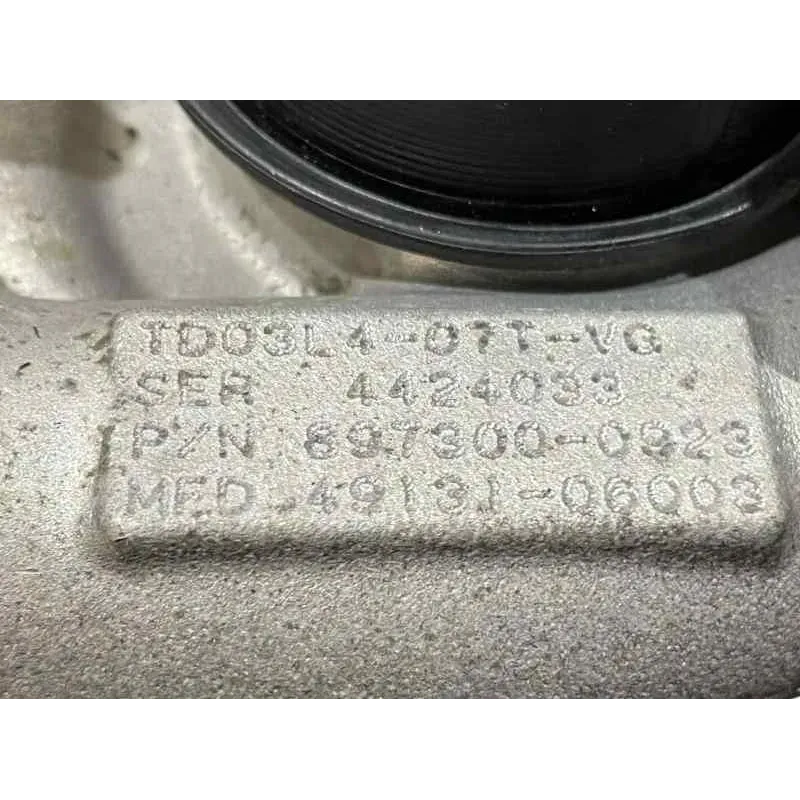 TD03L4-07T-VG
SER 4424033
P/N 897300-0923
MFD 49131-06003